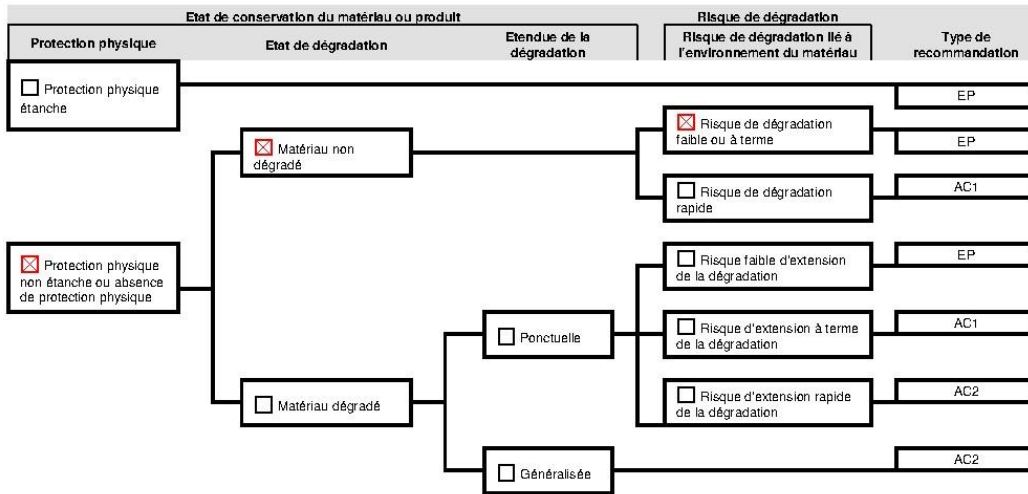 Etat de conservation du matériau ou produit
Risque de dégradation
Protection physique
Etat de dégradation
Etendue de la
dégradation
Risque de dégradation lié à
l'environnement du matériau
Type de
recommandation
Protection physique
étanche
EP
Matériau non
dégradé
Risque de dégradation
faible ou à terme
EP
Risque de dégradation
rapide
AC1
Protection physique
non étanche ou absence
de protection physique
Risque faible d'extension
de la dégradation
EP
Ponctuelle
Risque d'extension à terme
de la dégradation
AC1
Matériau dégradé
Risque d'extension rapide
de la dégradation
AC2
Généralisée
AC2